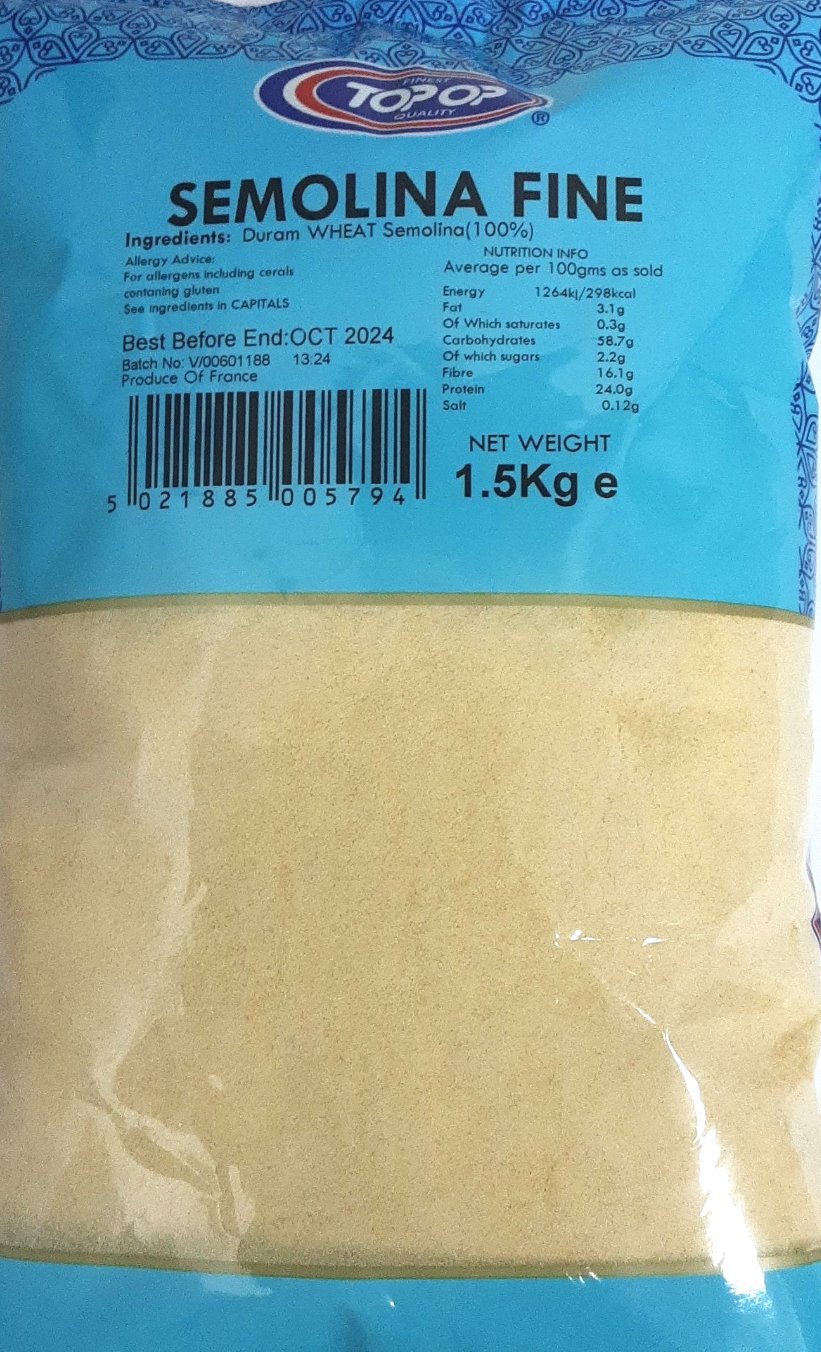 FINEST
TOP OP
QUALITY
®
SEMOLINA FINE
Ingredients: Duram WHEAT Semolina(100%)
Allergy Advice:
For allergens including cerals
contaning gluten
See ingredients in CAPITALS
Best Before End:OCT 2024
Batch No: V/00601188 13:24
Produce Of France
NUTRITION INFO
Average per 100gms as sold
Energy 1264kj/298kcal
Fat 3.1g
Of Which saturates 0.3g
Carbohydrates 58.7g
Of which sugars 2.2g
Fibre 16.1g
Protein 24.0g
Salt 0.12g
5 021885 005794
NET WEIGHT
1.5Kg e